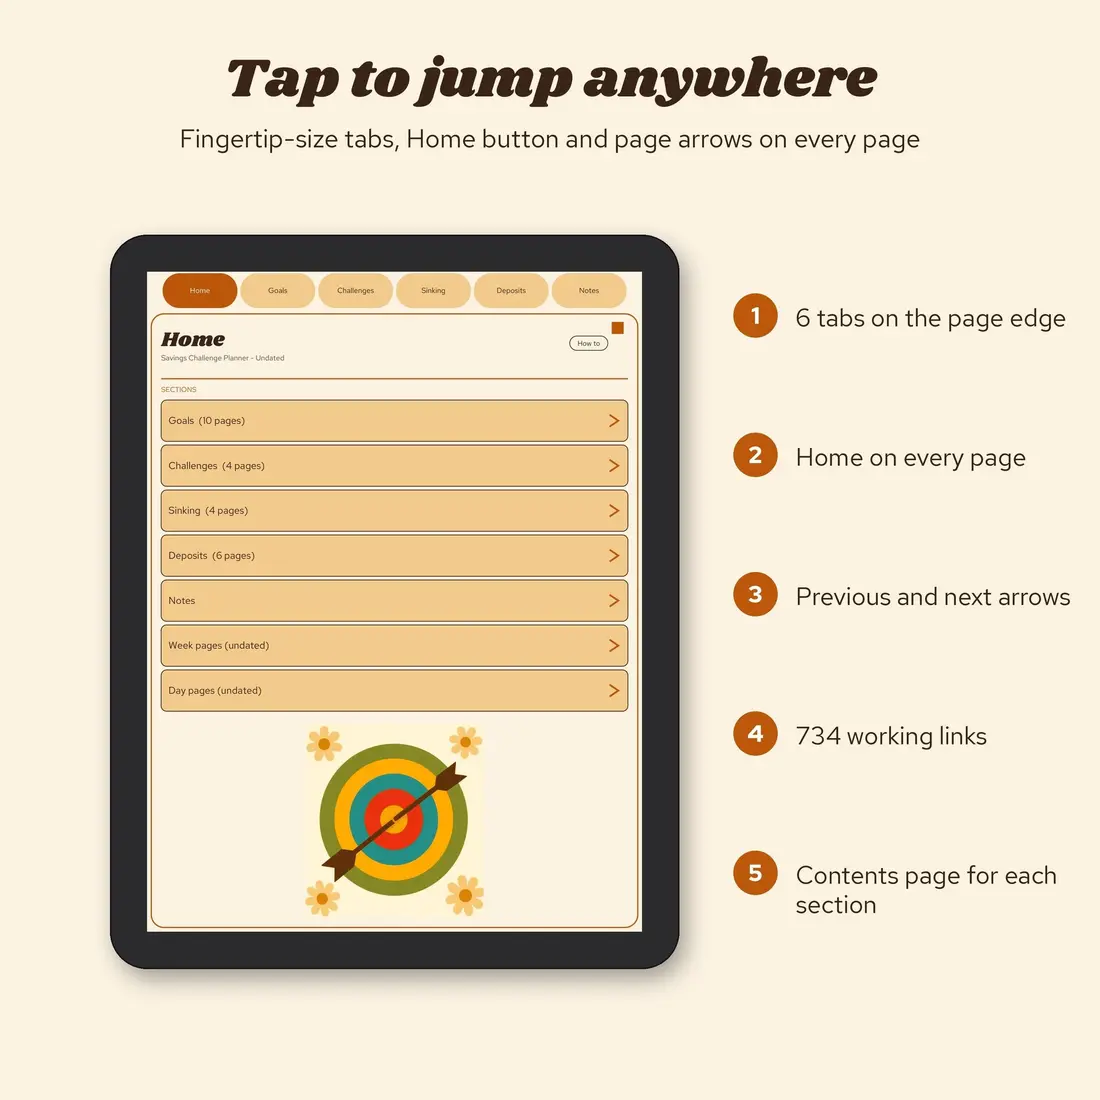 Tap to jump anywhere
Fingertip-size tabs, Home button and page arrows on every page
Home
Goals
Challenges
Sinking
Deposits
Notes
Home
How to
Savings Challenge Planner - Undated
SECTIONS
Goals (10 pages)
Challenges (4 pages)
Sinking (4 pages)
Deposits (6 pages)
Notes
Week pages (undated)
Day pages (undated)
1 6 tabs on the page edge
2 Home on every page
3 Previous and next arrows
4 734 working links
5 Contents page for each
section